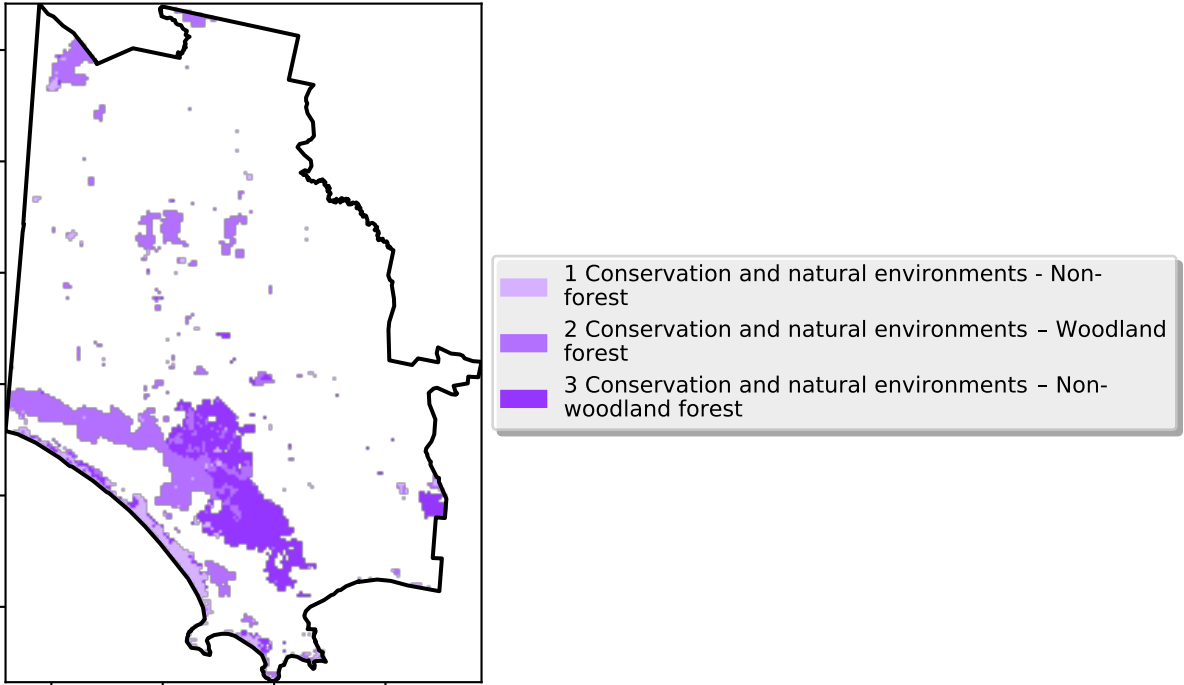 1 Conservation and natural environments - Non-
forest
2 Conservation and natural environments – Woodland
forest
3 Conservation and natural environments – Non-
woodland forest